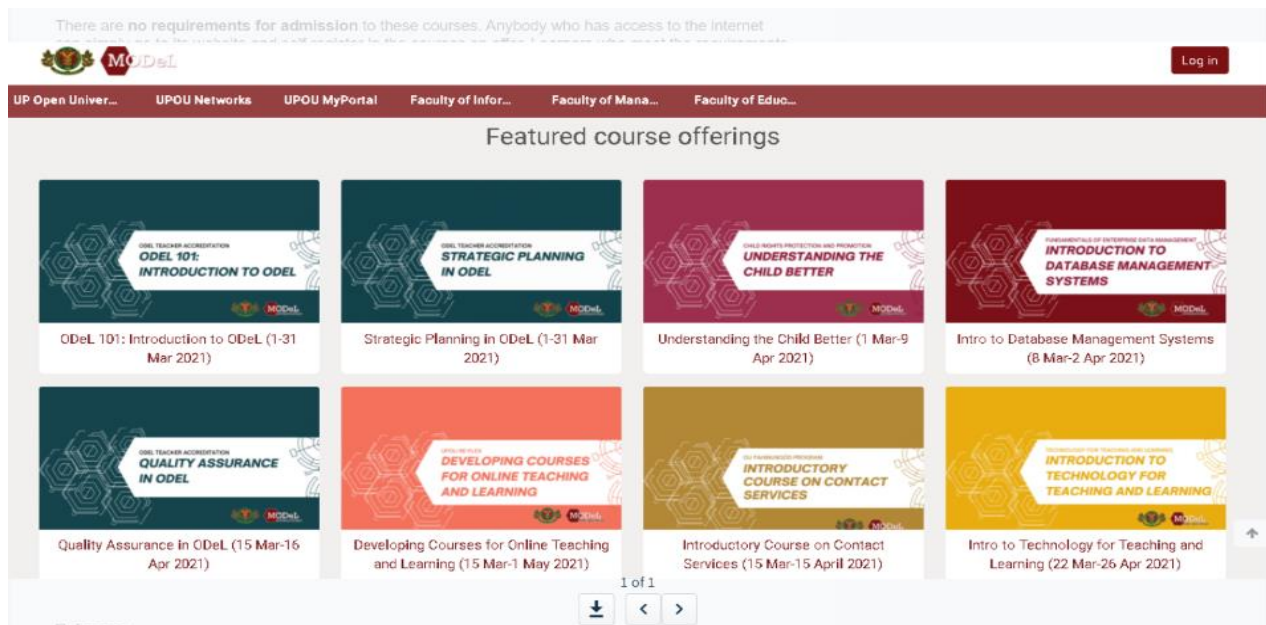 There are no requirements for admission to these courses. Anybody who has access to the Internet
MODeL
Log in
UP Open Univer... UPOU Networks UPOU MyPortal Faculty of Infor... Faculty of Mana... Faculty of Educ...
Featured course offerings
ODEL TEACHER ACCREDITATION
ODEL 101:
INTRODUCTION TO ODEL
MODeL
ODeL 101: Introduction to ODeL (1-31
Mar 2021)
ODEL TEACHER ACCREDITATION
STRATEGIC PLANNING
IN ODEL
MODeL
Strategic Planning in ODeL (1-31 Mar
2021)
CHILD RIGHTS PROTECTION AND PROMOTION
UNDERSTANDING THE
CHILD BETTER
MODeL
Understanding the Child Better (1 Mar-9
Apr 2021)
FUNDAMENTALS OF ENTERPRISE DATA MANAGEMENT
INTRODUCTION TO
DATABASE MANAGEMENT
SYSTEMS
MODeL
Intro to Database Management Systems
(8 Mar-2 Apr 2021)
ODEL TEACHER ACCREDITATION
QUALITY ASSURANCE
IN ODEL
MODeL
Quality Assurance in ODeL (15 Mar-16
Apr 2021)
DEVELOPING COURSES
FOR ONLINE TEACHING
AND LEARNING
MODeL
Developing Courses for Online Teaching
and Learning (15 Mar-1 May 2021)
INTRODUCTORY
COURSE ON CONTACT
SERVICES
MODeL
Introductory Course on Contact
Services (15 Mar-15 April 2021)
TECHNOLOGY FOR TEACHING AND LEARNING
INTRODUCTION TO
TECHNOLOGY FOR
TEACHING AND LEARNING
MODeL
Intro to Technology for Teaching and
Learning (22 Mar-26 Apr 2021)
1 of 1